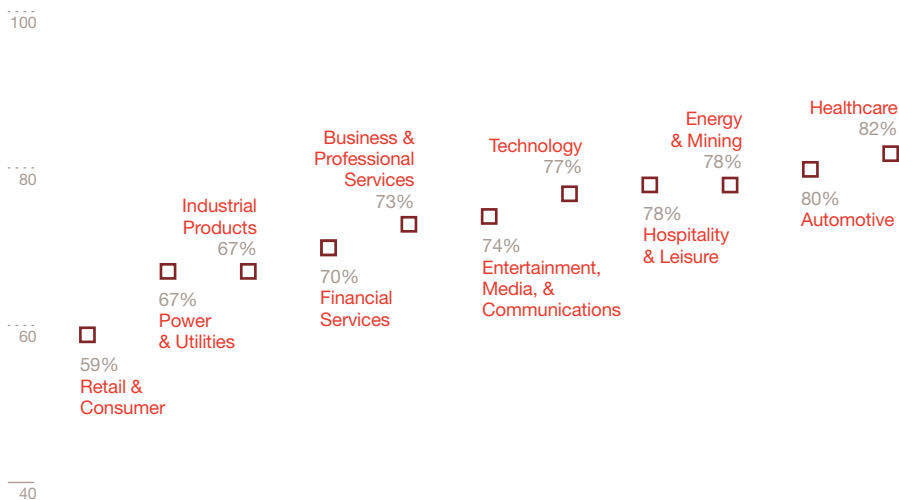 100
80
60
40
59%
Retail &
Consumer
67%
Power
& Utilities
Industrial
Products
67%
70%
Financial
Services
Business &
Professional
Services
73%
74%
Entertainment,
Media, &
Communications
Technology
77%
78%
Hospitality
& Leisure
Energy
& Mining
78%
80%
Automotive
Healthcare
82%